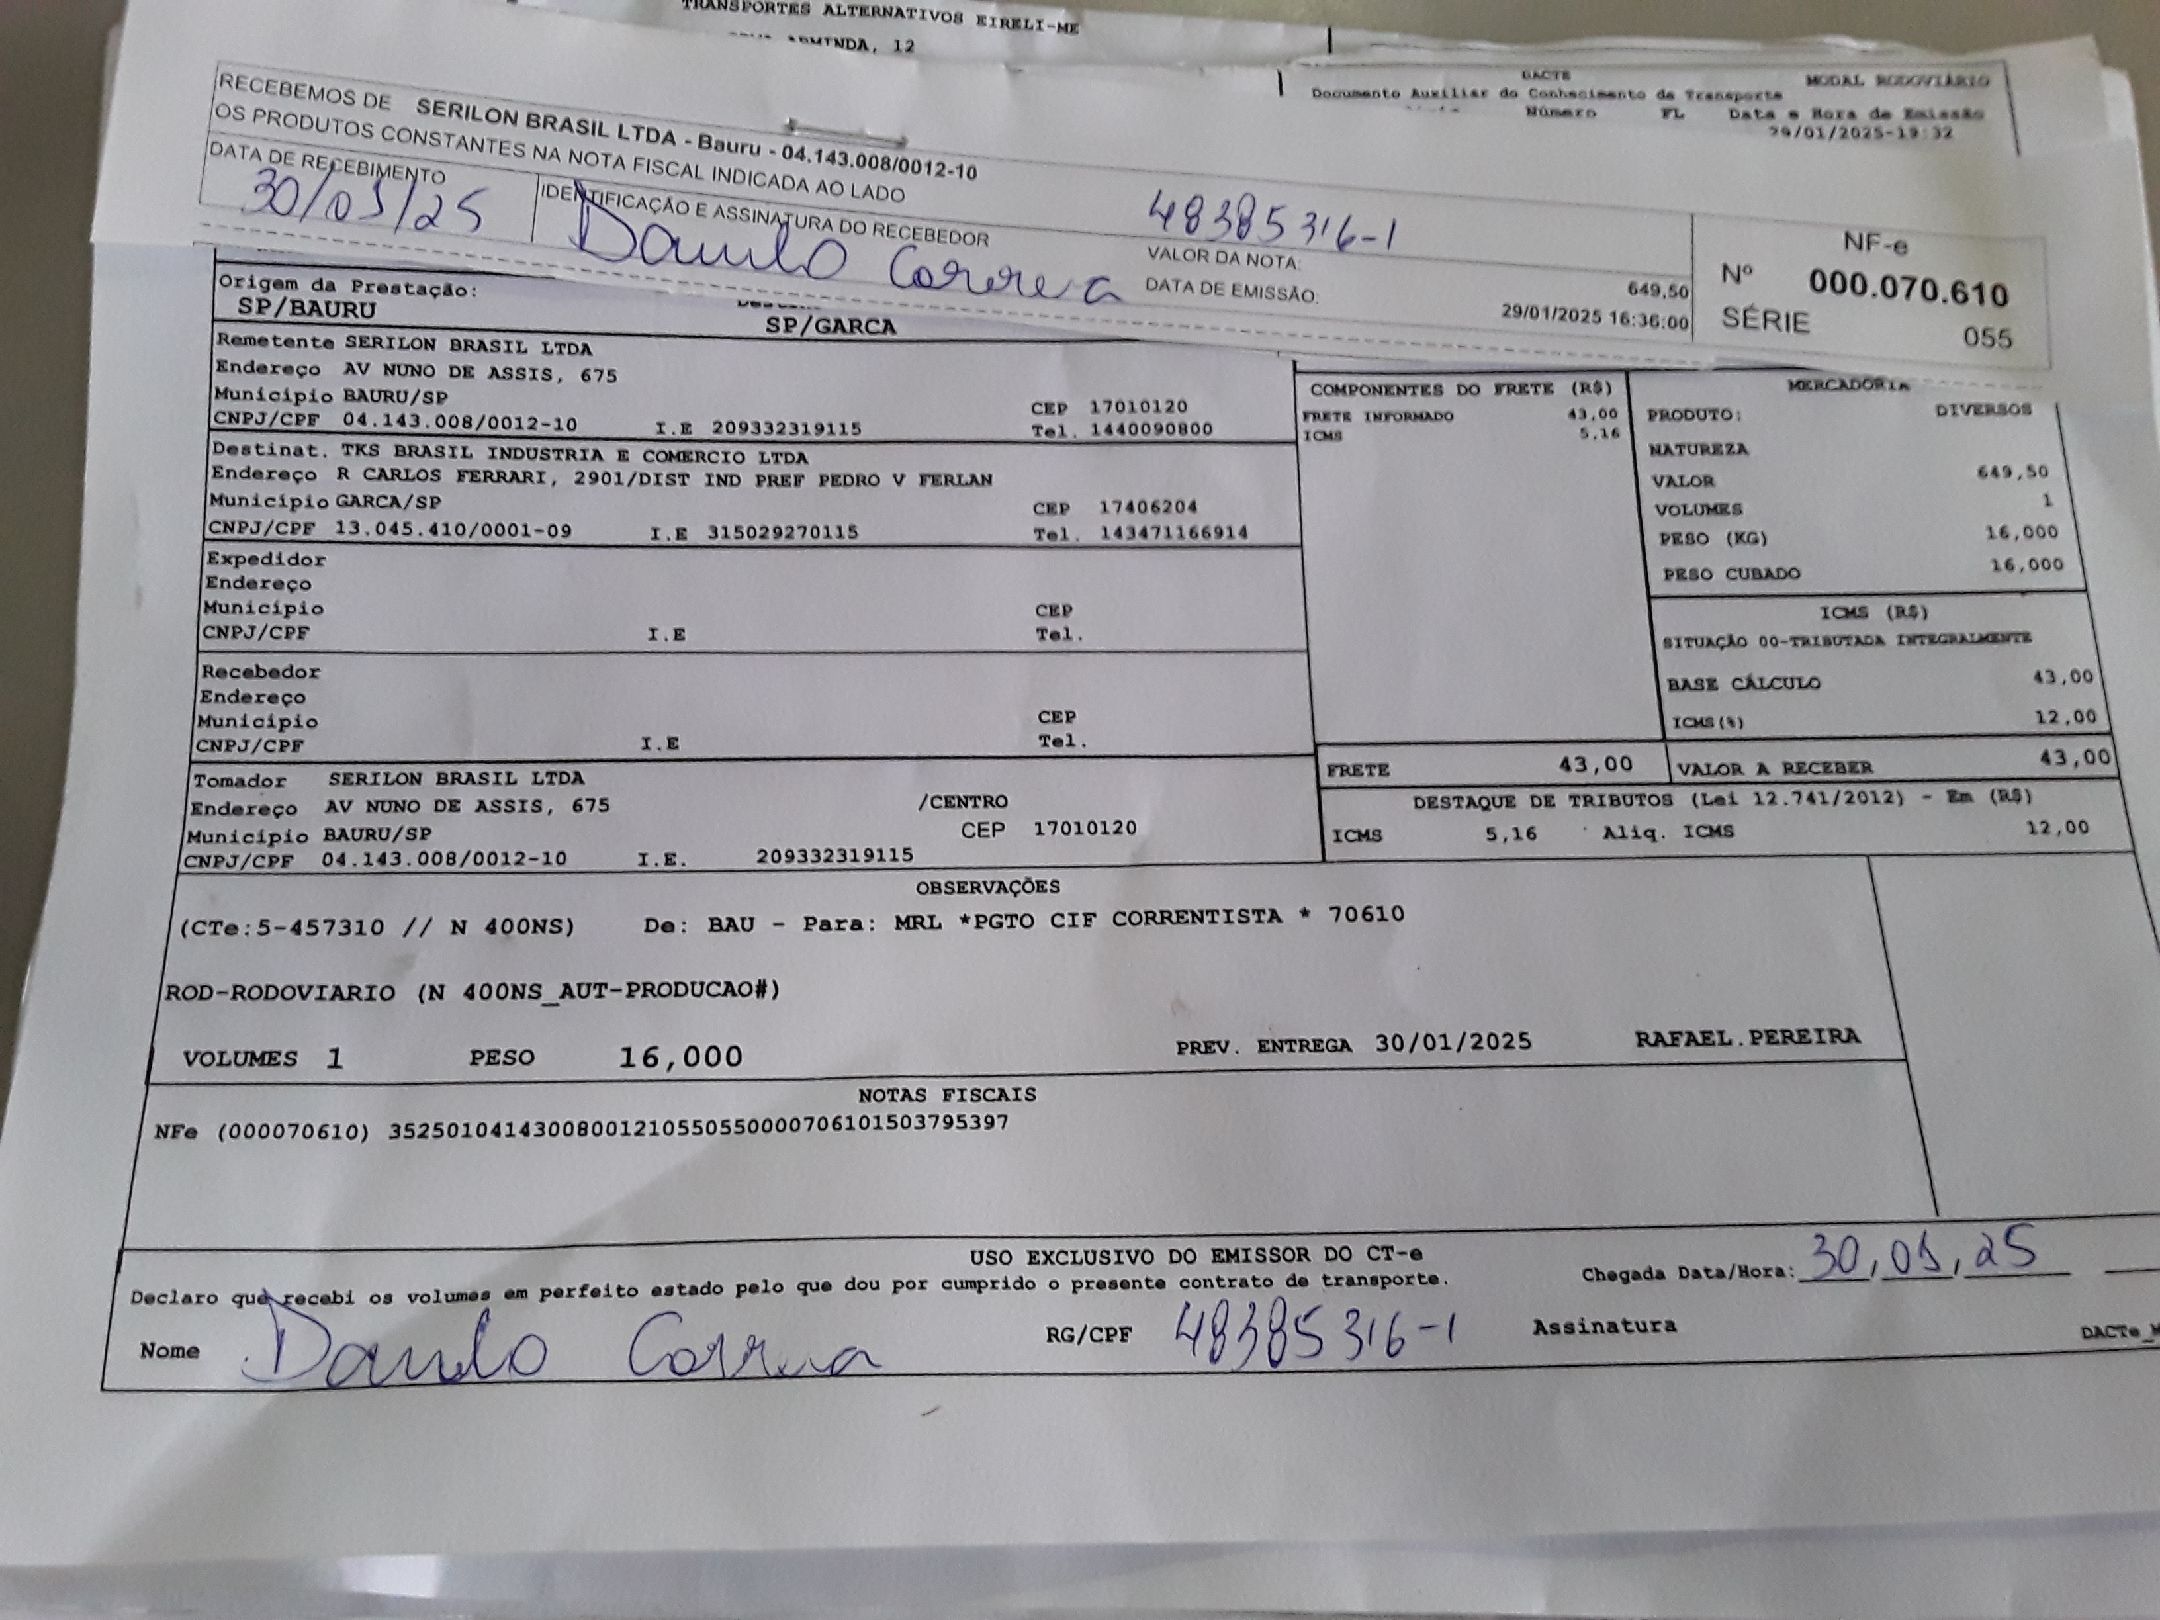 TRANSPORTES ALTERNATIVOS EIRELI-ME
ARMINDA, 12
DACTE
MODAL RODOVIÁRIO
Documento Auxiliar do Conhecimento de Transporte
Número FL Data e Hora de Emissão
29/01/2025-19:32
RECEBEMOS DE SERILON BRASIL LTDA - Bauru - 04.143.008/0012-10
OS PRODUTOS CONSTANTES NA NOTA FISCAL INDICADA AO LADO
DATA DE RECEBIMENTO
30/01/25
IDENTIFICAÇÃO E ASSINATURA DO RECEBEDOR
Danilo Correa
48385316-1
VALOR DA NOTA: 649,50
DATA DE EMISSÃO: 29/01/2025 16:36:00
NF-e
Nº 000.070.610
SÉRIE 055
Origem da Prestação:
SP/BAURU
SP/GARCA
Remetente SERILON BRASIL LTDA
Endereço AV NUNO DE ASSIS, 675
Município BAURU/SP CEP 17010120
CNPJ/CPF 04.143.008/0012-10 I.E 209332319115 Tel. 1440090800
Destinat. TKS BRASIL INDUSTRIA E COMERCIO LTDA
Endereço R CARLOS FERRARI, 2901/DIST IND PREF PEDRO V FERLAN
Município GARCA/SP CEP 17406204
CNPJ/CPF 13.045.410/0001-09 I.E 315029270115 Tel. 143471166914
Expedidor
Endereço
Município CEP
CNPJ/CPF I.E Tel.
Recebedor
Endereço
Município CEP
CNPJ/CPF I.E Tel.
Tomador SERILON BRASIL LTDA
Endereço AV NUNO DE ASSIS, 675 /CENTRO
Município BAURU/SP CEP 17010120
CNPJ/CPF 04.143.008/0012-10 I.E. 209332319115
COMPONENTES DO FRETE (R$)
FRETE INFORMADO 43,00
ICMS 5,16
MERCADORIA
PRODUTO: DIVERSOS
NATUREZA
VALOR 649,50
VOLUMES 1
PESO (KG) 16,000
PESO CUBADO 16,000
ICMS (R$)
SITUAÇÃO 00-TRIBUTADA INTEGRALMENTE
BASE CÁLCULO 43,00
ICMS(%) 12,00
FRETE 43,00 VALOR A RECEBER 43,00
DESTAQUE DE TRIBUTOS (Lei 12.741/2012) - Em (R$)
ICMS 5,16 Aliq. ICMS 12,00
OBSERVAÇÕES
(CTe:5-457310 // N 400NS) De: BAU - Para: MRL *PGTO CIF CORRENTISTA * 70610
ROD-RODOVIARIO (N 400NS_AUT-PRODUCAO#)
VOLUMES 1 PESO 16,000 PREV. ENTREGA 30/01/2025 RAFAEL.PEREIRA
NOTAS FISCAIS
NFe (000070610) 35250104143008001210550550000706101503795397
USO EXCLUSIVO DO EMISSOR DO CT-e
Declaro que recebi os volumes em perfeito estado pelo que dou por cumprido o presente contrato de transporte. Chegada Data/Hora: 30,01,25
Nome Danilo Correa RG/CPF 48385316-1 Assinatura
DACTe_